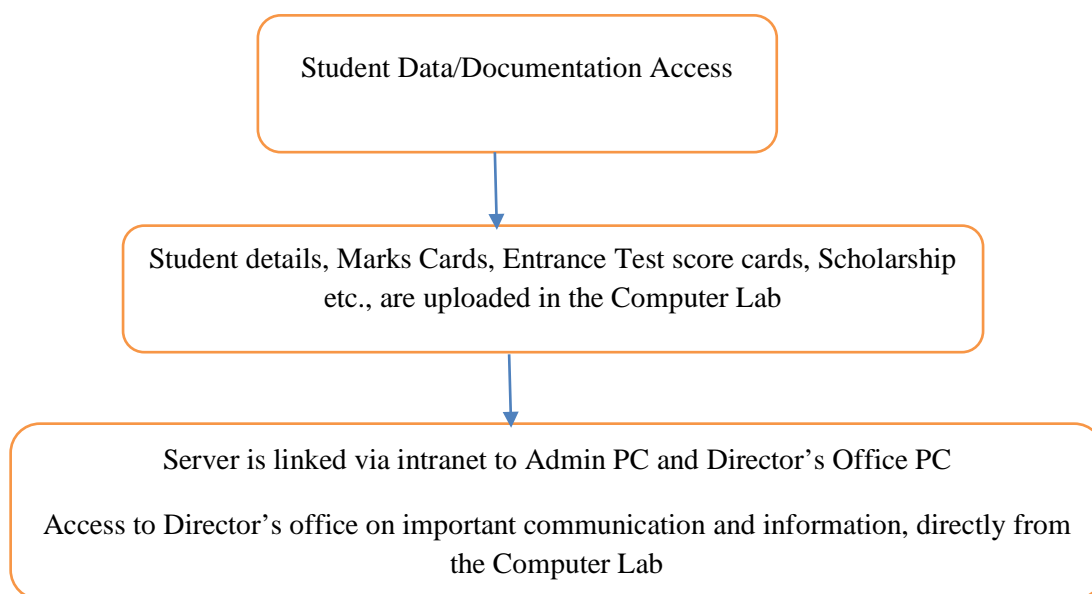 Student Data/Documentation Access
Student details, Marks Cards, Entrance Test score cards, Scholarship
etc., are uploaded in the Computer Lab
Server is linked via intranet to Admin PC and Director’s Office PC
Access to Director’s office on important communication and information, directly from
the Computer Lab